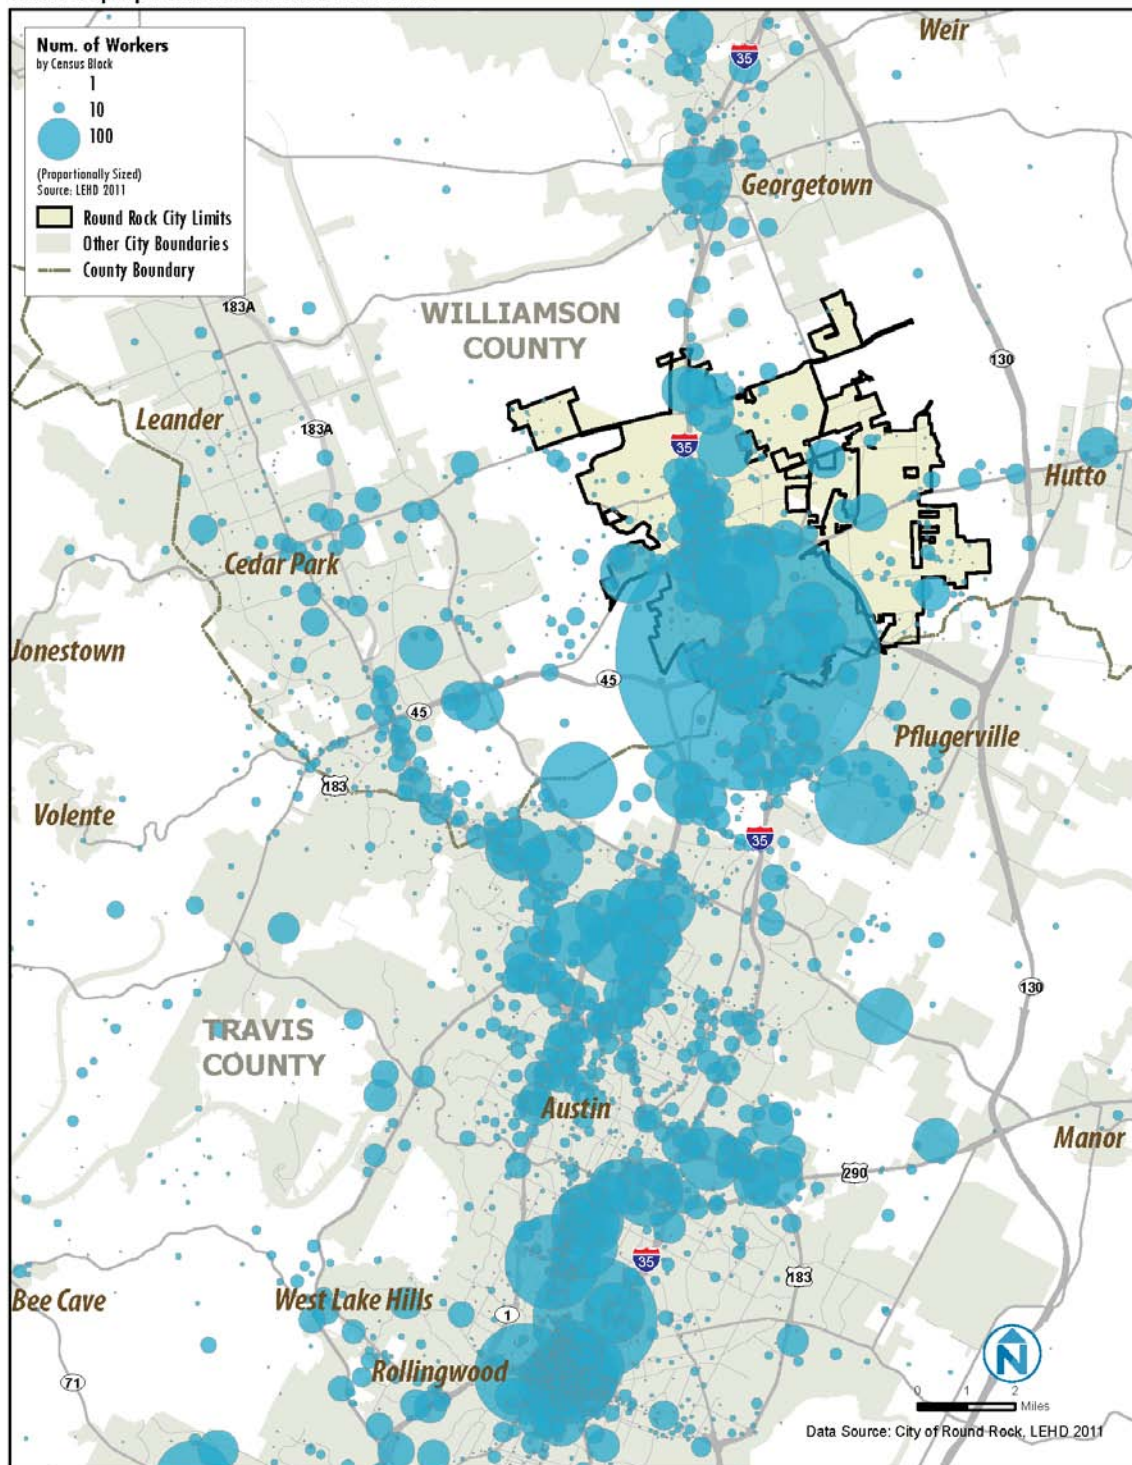 Num. of Workers
by Census Block
1
10
100
(Proportionally Sized)
Source: LEHD 2011
Round Rock City Limits
Other City Boundaries
County Boundary
Weir
35
Georgetown
183A
WILLIAMSON
COUNTY
130
Leander
183A
35
Hutto
Cedar Park
Jonestown
45
45
Pflugerville
183
Volente
35
130
TRAVIS
COUNTY
Austin
Manor
290
35
183
Bee Cave
West Lake Hills
1
Rollingwood
71
N
0 1 2
Miles
Data Source: City of Round Rock, LEHD 2011